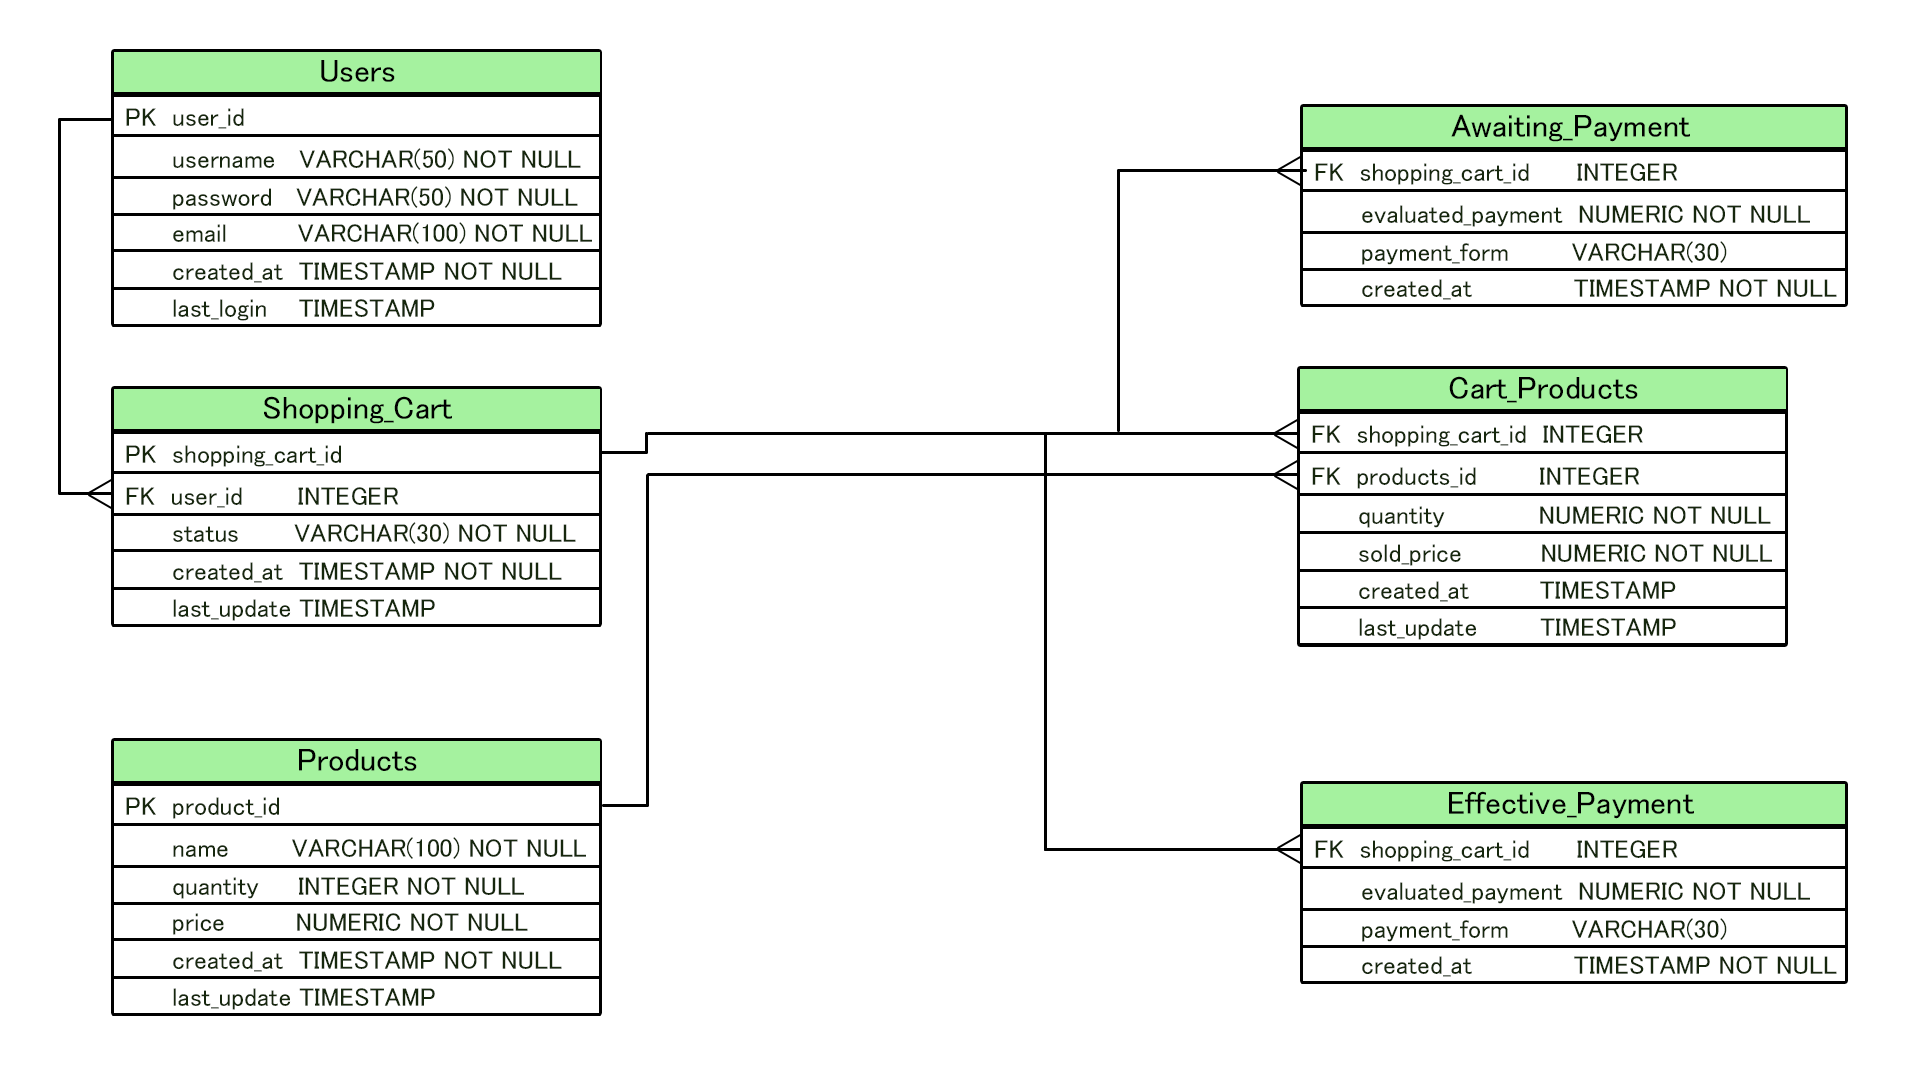 Users
PK user_id
username VARCHAR(50) NOT NULL
password VARCHAR(50) NOT NULL
email VARCHAR(100) NOT NULL
created_at TIMESTAMP NOT NULL
last_login TIMESTAMP
Shopping_Cart
PK shopping_cart_id
FK user_id INTEGER
status VARCHAR(30) NOT NULL
created_at TIMESTAMP NOT NULL
last_update TIMESTAMP
Products
PK product_id
name VARCHAR(100) NOT NULL
quantity INTEGER NOT NULL
price NUMERIC NOT NULL
created_at TIMESTAMP NOT NULL
last_update TIMESTAMP
Awaiting_Payment
FK shopping_cart_id INTEGER
evaluated_payment NUMERIC NOT NULL
payment_form VARCHAR(30)
created_at TIMESTAMP NOT NULL
Cart_Products
FK shopping_cart_id INTEGER
FK products_id INTEGER
quantity NUMERIC NOT NULL
sold_price NUMERIC NOT NULL
created_at TIMESTAMP
last_update TIMESTAMP
Effective_Payment
FK shopping_cart_id INTEGER
evaluated_payment NUMERIC NOT NULL
payment_form VARCHAR(30)
created_at TIMESTAMP NOT NULL